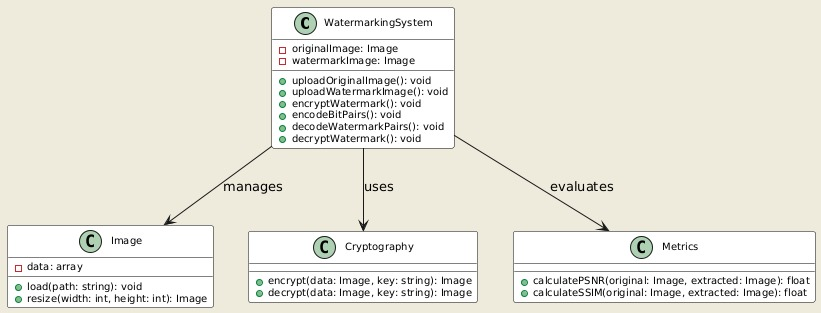 C WatermarkingSystem
originalImage: Image
watermarkImage: Image
uploadOriginalImage(): void
uploadWatermarkImage(): void
encryptWatermark(): void
encodeBitPairs(): void
decodeWatermarkPairs(): void
decryptWatermark(): void
manages
uses
evaluates
C Image
data: array
load(path: string): void
resize(width: int, height: int): Image
C Cryptography
encrypt(data: Image, key: string): Image
decrypt(data: Image, key: string): Image
C Metrics
calculatePSNR(original: Image, extracted: Image): float
calculateSSIM(original: Image, extracted: Image): float